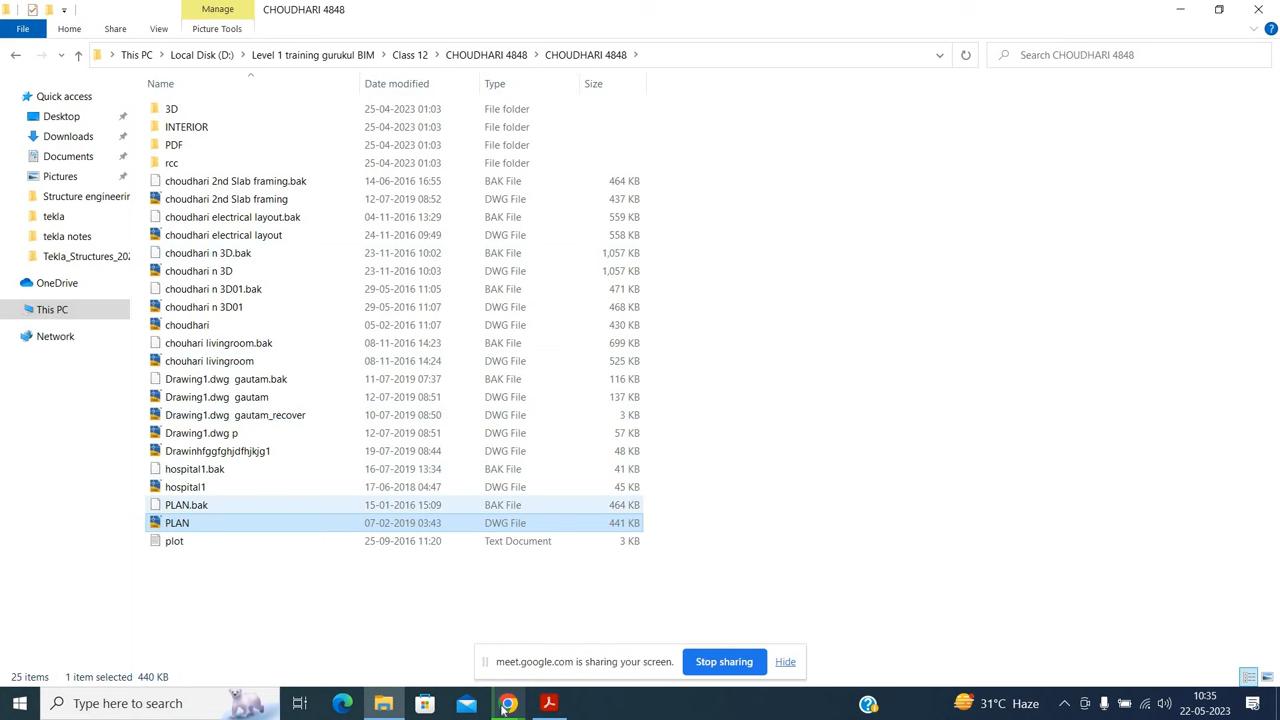 Manage
CHOUDHARI 4848
File
Home
Share
View
Picture Tools
This PC
Local Disk (D:)
Level 1 training gurukul BIM
Class 12
CHOUDHARI 4848
CHOUDHARI 4848
Search CHOUDHARI 4848
Name
Date modified
Type
Size
Quick access
Desktop
Downloads
Documents
Pictures
Structure engineerin
tekla
tekla notes
Tekla_Structures_202
OneDrive
This PC
Network
3D 25-04-2023 01:03 File folder
INTERIOR 25-04-2023 01:03 File folder
PDF 25-04-2023 01:03 File folder
rcc 25-04-2023 01:03 File folder
choudhari 2nd Slab framing.bak 14-06-2016 16:55 BAK File 464 KB
choudhari 2nd Slab framing 12-07-2019 08:52 DWG File 437 KB
choudhari electrical layout.bak 04-11-2016 13:29 BAK File 559 KB
choudhari electrical layout 24-11-2016 09:49 DWG File 558 KB
choudhari n 3D.bak 23-11-2016 10:02 BAK File 1,057 KB
choudhari n 3D 23-11-2016 10:03 DWG File 1,057 KB
choudhari n 3D01.bak 29-05-2016 11:05 BAK File 471 KB
choudhari n 3D01 29-05-2016 11:07 DWG File 468 KB
choudhari 05-02-2016 11:07 DWG File 430 KB
chouhari livingroom.bak 08-11-2016 14:23 BAK File 699 KB
chouhari livingroom 08-11-2016 14:24 DWG File 525 KB
Drawing1.dwg gautam.bak 11-07-2019 07:37 BAK File 116 KB
Drawing1.dwg gautam 12-07-2019 08:51 DWG File 137 KB
Drawing1.dwg gautam_recover 10-07-2019 08:50 DWG File 3 KB
Drawing1.dwg p 12-07-2019 08:51 DWG File 57 KB
Drawinhfggfghjdfhjkjg1 19-07-2019 08:44 DWG File 48 KB
hospital1.bak 16-07-2019 13:34 BAK File 41 KB
hospital1 17-06-2018 04:47 DWG File 45 KB
PLAN.bak 15-01-2016 15:09 BAK File 464 KB
PLAN 07-02-2019 03:43 DWG File 441 KB
plot 25-09-2016 11:20 Text Document 3 KB
meet.google.com is sharing your screen.
Stop sharing
Hide
25 items
1 item selected 440 KB
Type here to search
31°C Haze
10:35
22-05-2023